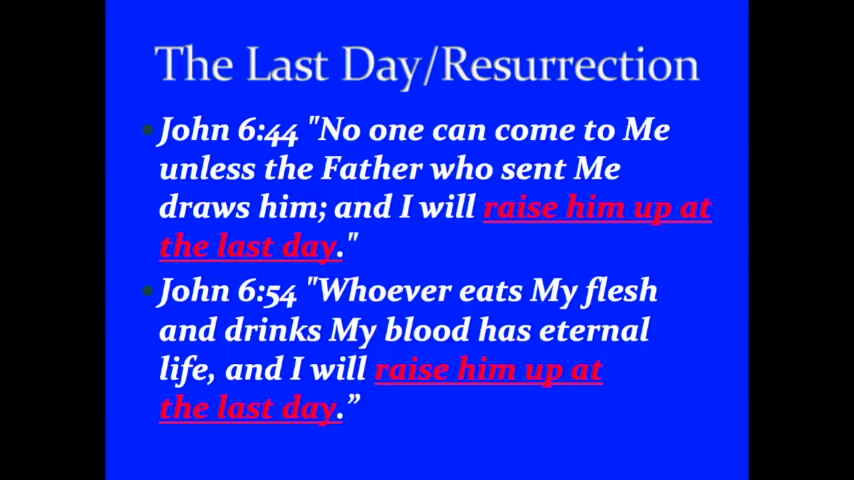 The Last Day/Resurrection
• John 6:44 "No one can come to Me
unless the Father who sent Me
draws him; and I will raise him up at
the last day."
• John 6:54 "Whoever eats My flesh
and drinks My blood has eternal
life, and I will raise him up at
the last day.”